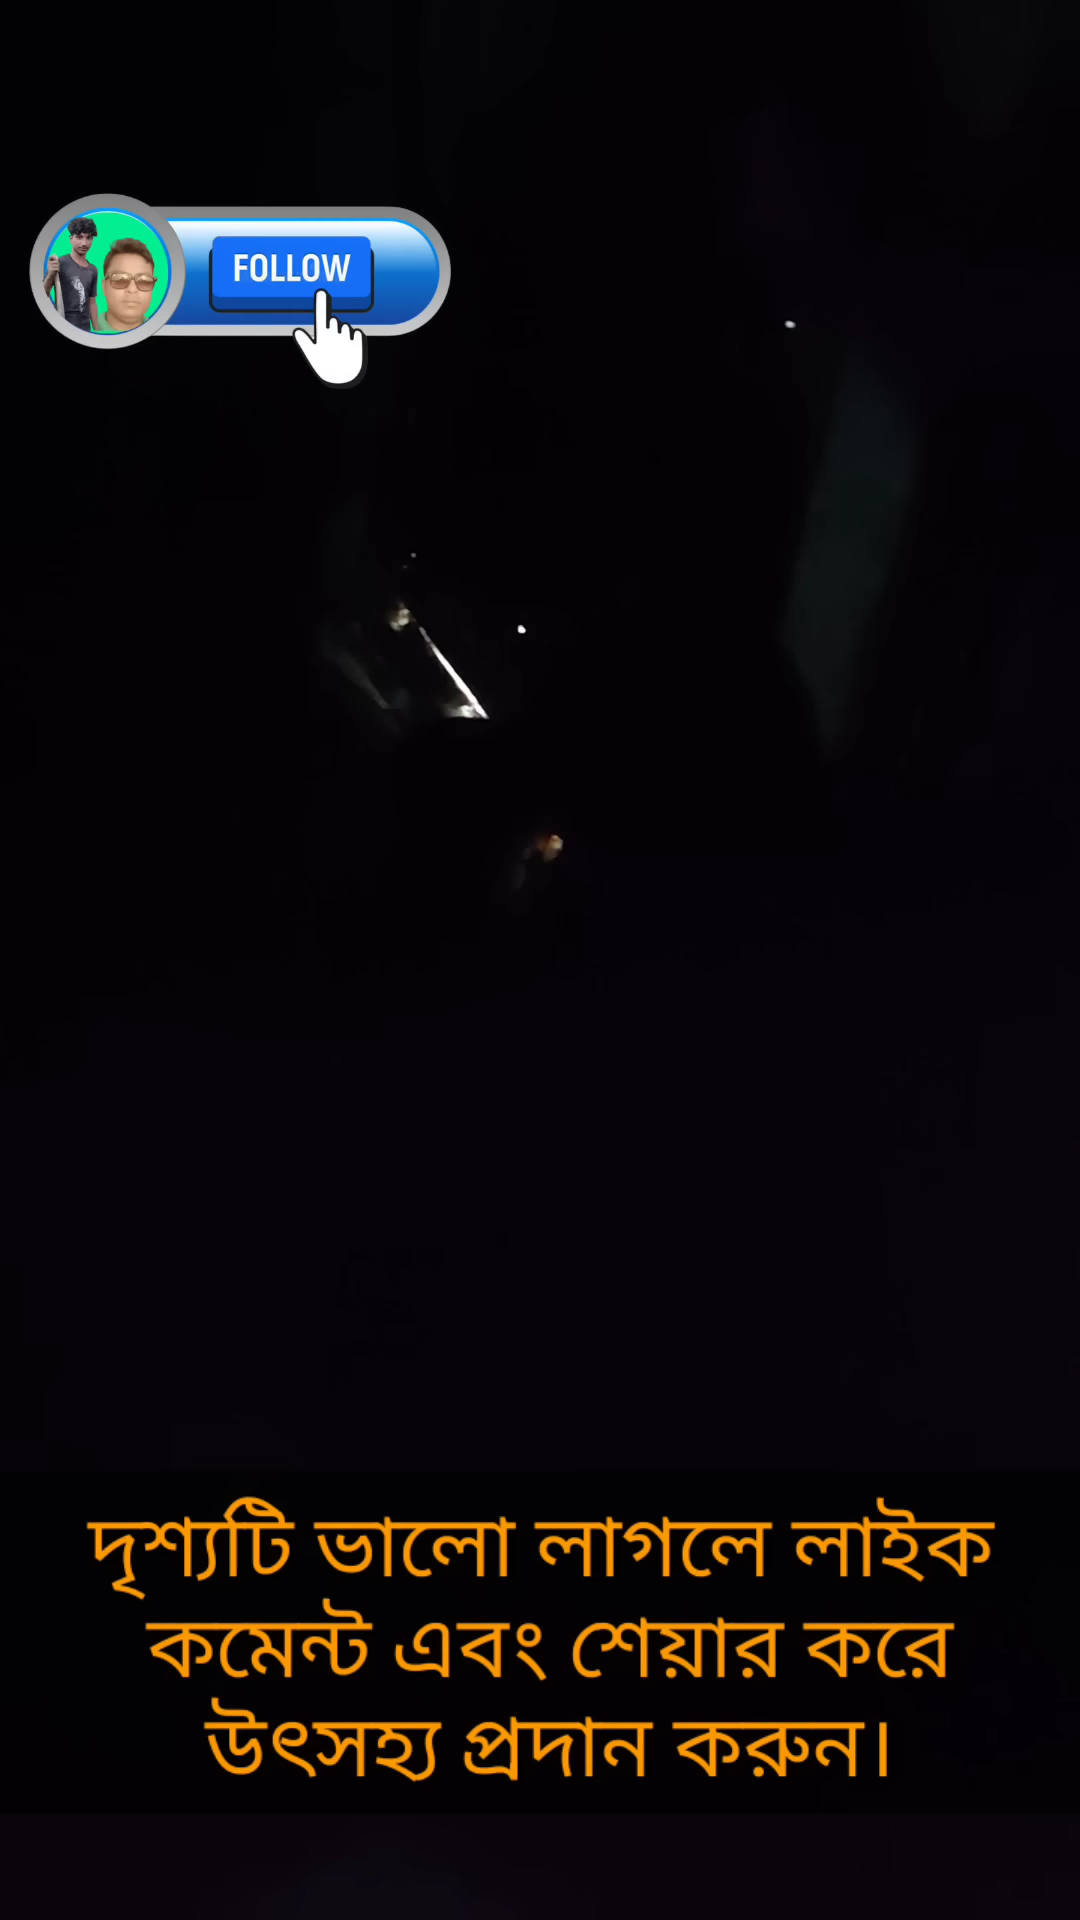 FOLLOW
দৃশ্যটি ভালো লাগলে লাইক
কমেন্ট এবং শেয়ার করে
উৎসহ্য প্রদান করুন।